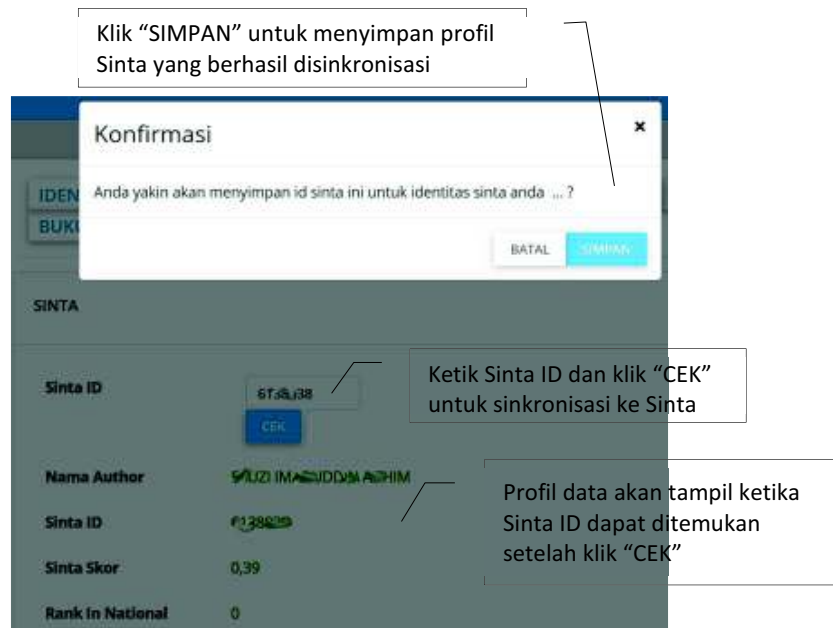 Klik “SIMPAN” untuk menyimpan profil
Sinta yang berhasil disinkronisasi
Konfirmasi
×
Anda yakin akan menyimpan id sinta ini untuk identitas sinta anda ... ?
IDEN
BUKU
BATAL SIMPAN
SINTA
Sinta ID
CEK
Ketik Sinta ID dan klik “CEK”
untuk sinkronisasi ke Sinta
Nama Author
Sinta ID
Profil data akan tampil ketika
Sinta ID dapat ditemukan
setelah klik “CEK”
Sinta Skor 0,39
Rank In National 0